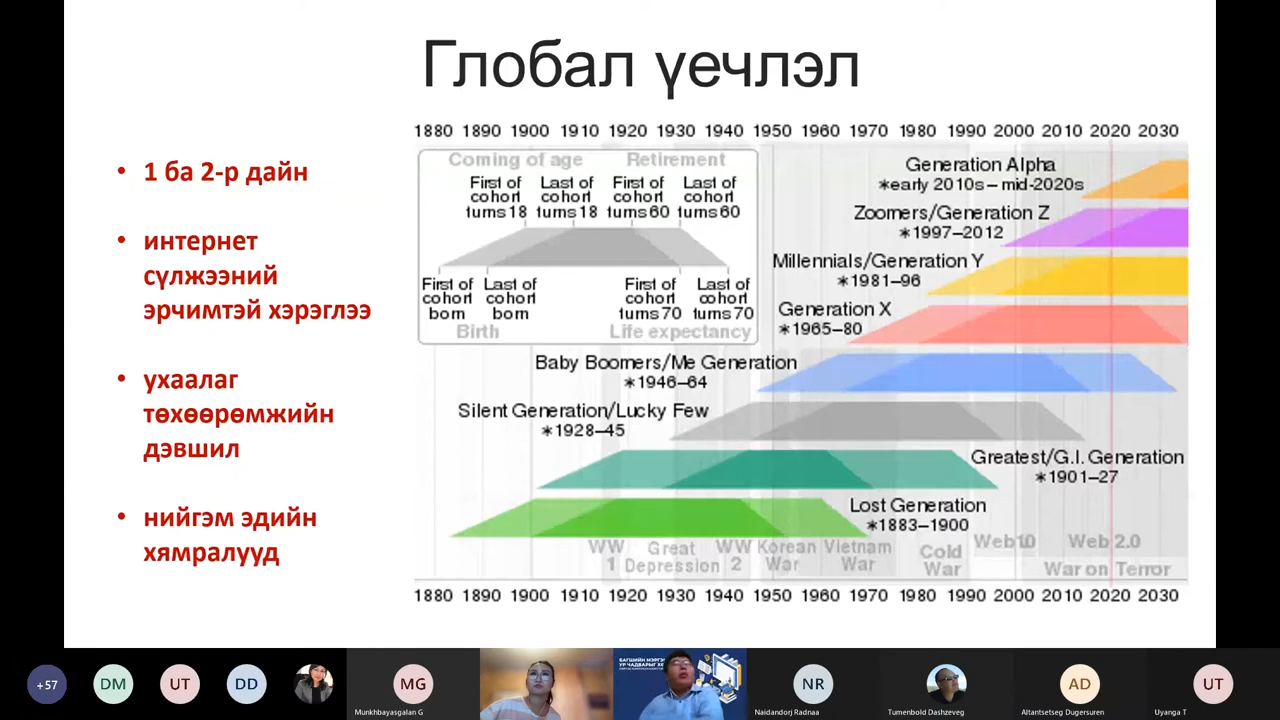 Глобал үечлэл
• 1 ба 2-р дайн
• интернет
сүлжээний
эрчимтэй хэрэглээ
• ухаалаг
төхөөрөмжийн
дэвшил
• нийгэм эдийн
хямралууд
1880 1890 1900 1910 1920 1930 1940 1950 1960 1970 1980 1990 2000 2010 2020 2030
Coming of age Retirement
First of cohort turns 18
Last of cohort turns 18
First of cohort turns 60
Last of cohort turns 60
First of cohort born
Last of cohort born
First of cohort turns 70
Last of cohort turns 70
Birth Life expectancy
Generation Alpha
∗early 2010s – mid-2020s
Zoomers/Generation Z
∗1997–2012
Millennials/Generation Y
∗1981–96
Generation X
∗1965–80
Baby Boomers/Me Generation
∗1946–64
Silent Generation/Lucky Few
∗1928–45
Greatest/G.I. Generation
∗1901–27
Lost Generation
∗1883–1900
WW 1
Great Depression
WW 2
Korean War
Vietnam War
Cold War
Web1.0
Web 2.0
War on Terror
1880 1890 1900 1910 1920 1930 1940 1950 1960 1970 1980 1990 2000 2010 2020 2030
+57
DM
UT
DD
MG
Munkhbayasgalan G
NR
Naidandorj Radnaa
Tumenbold Dashzeveg
AD
Altantsetseg Dugersuren
UT
Uyanga T